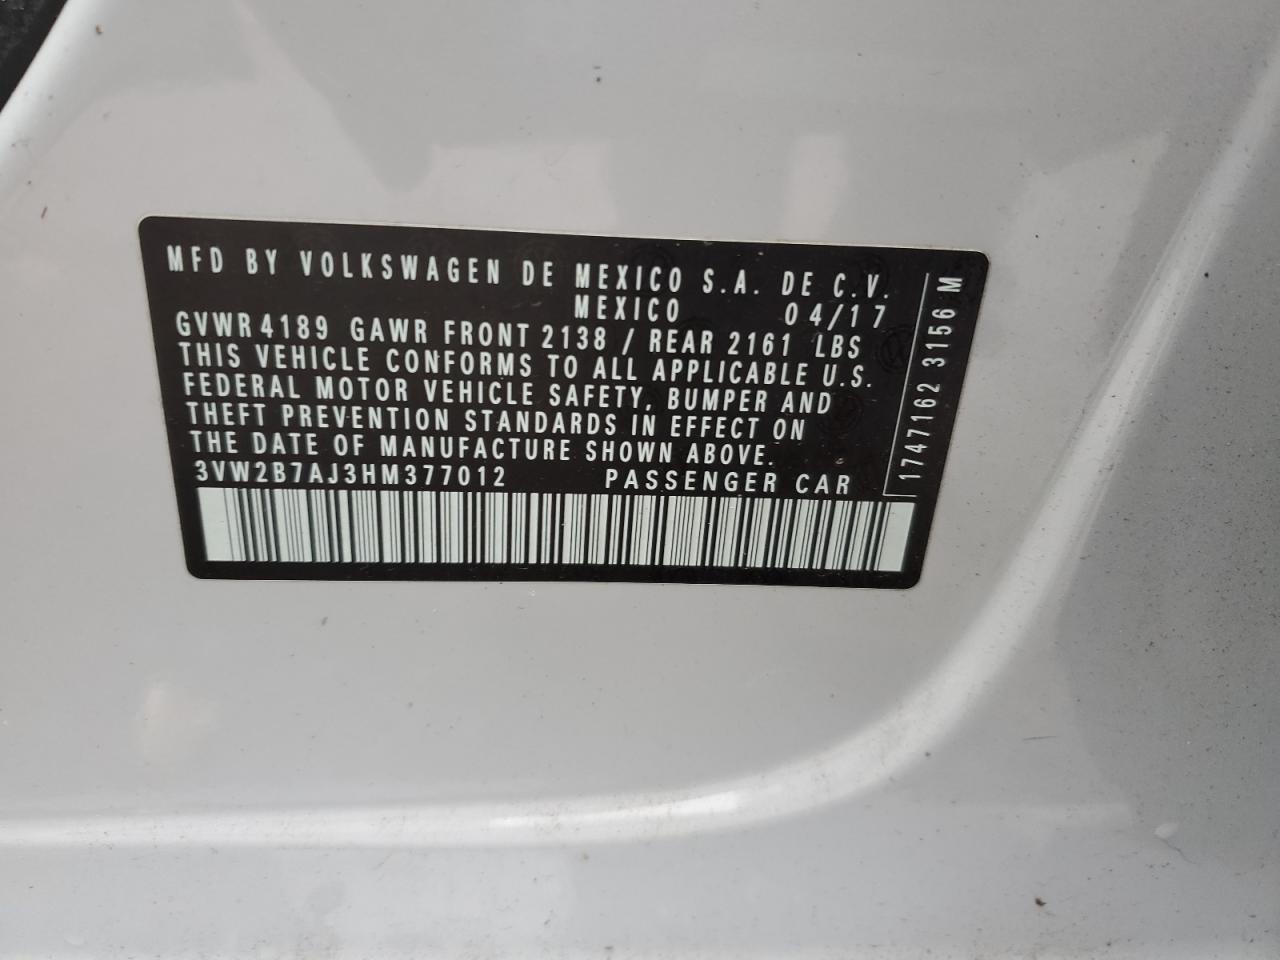 MFD BY VOLKSWAGEN DE MEXICO S.A. DE C.V.
MEXICO 04/17
GVWR 4189 GAWR FRONT 2138 / REAR 2161 LBS
THIS VEHICLE CONFORMS TO ALL APPLICABLE U.S.
FEDERAL MOTOR VEHICLE SAFETY, BUMPER AND
THEFT PREVENTION STANDARDS IN EFFECT ON
THE DATE OF MANUFACTURE SHOWN ABOVE.
3VW2B7AJ3HM377012 PASSENGER CAR
1747162 3156 M